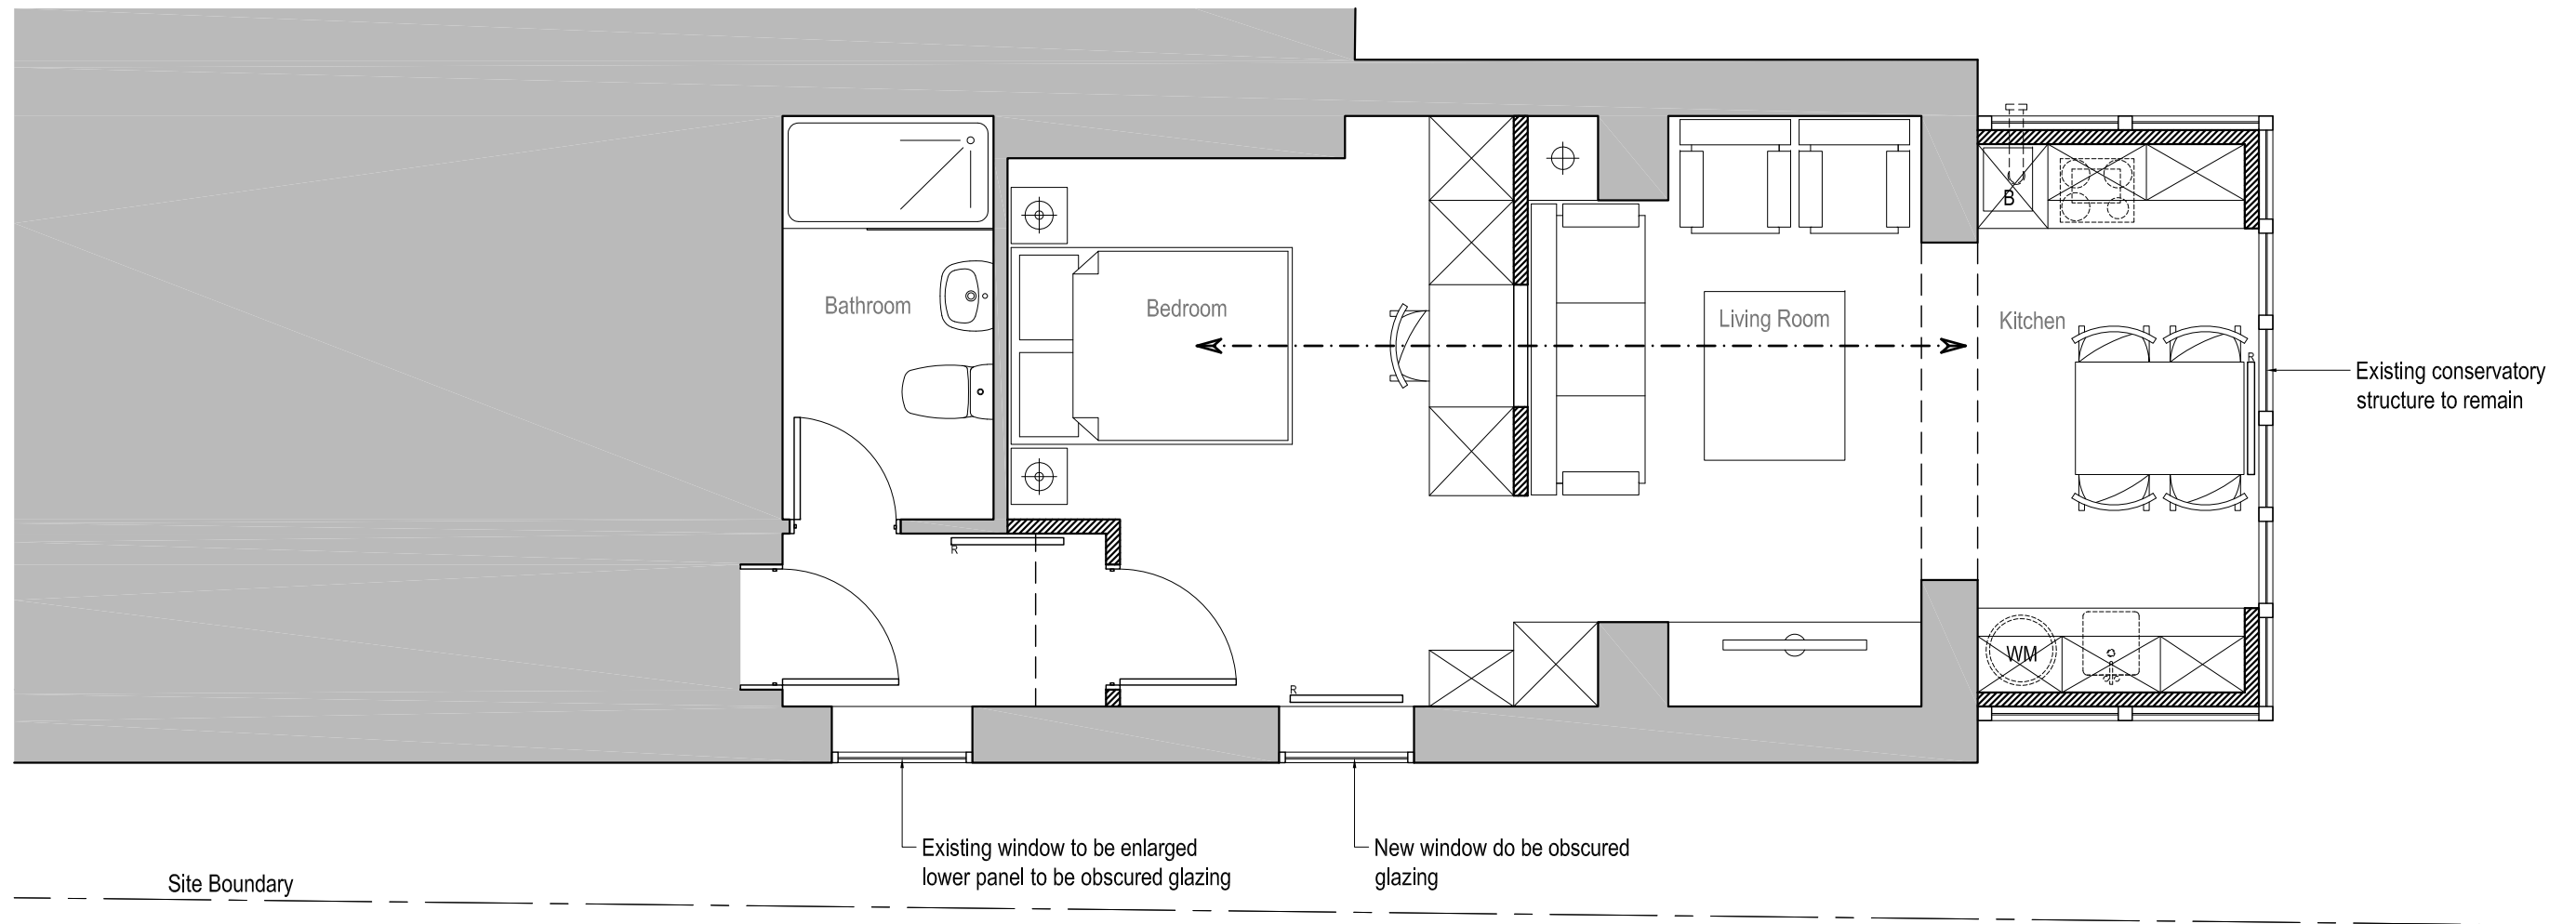 Bathroom
Bedroom
Living Room
Kitchen
B
R
Existing conservatory
structure to remain
R
WM
R
Existing window to be enlarged
lower panel to be obscured glazing
New window do be obscured
glazing
Site Boundary